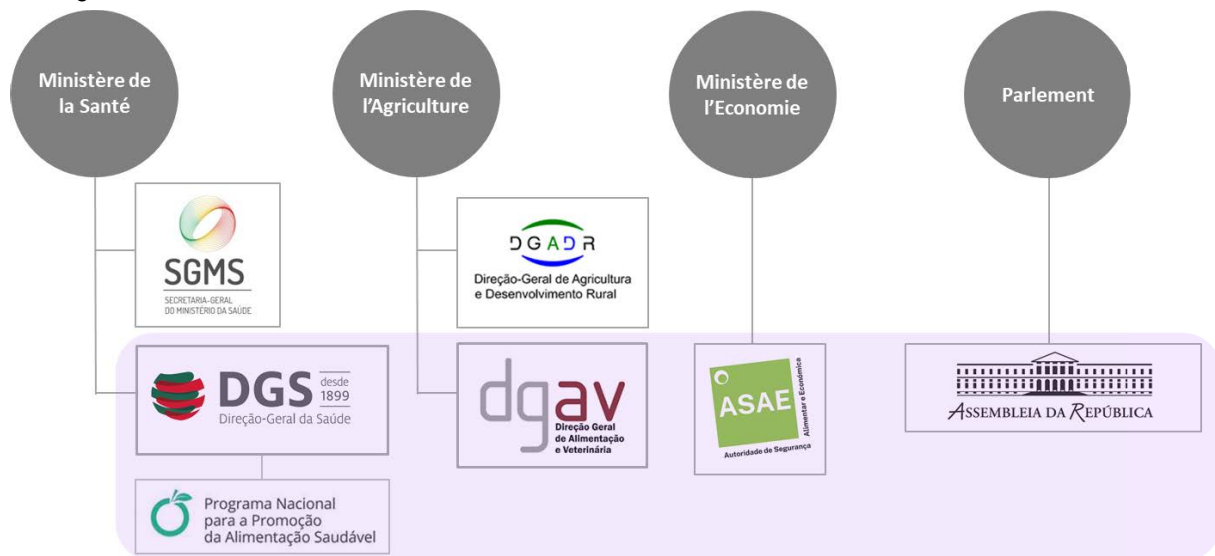 Ministère de
la Santé
Ministère de
l'Agriculture
Ministère de
l'Economie
Parlement
SGMS
SECRETARIA-GERAL
DO MINISTÉRIO DA SAÚDE
DGADR
Direção-Geral de Agricultura
e Desenvolvimento Rural
DGS desde
1899
Direção-Geral da Saúde
dgav
Direção Geral
de Alimentação
e Veterinária
ASAE
Autoridade de Segurança
Alimentar e Económica
ASSEMBLEIA DA REPÚBLICA
Programa Nacional
para a Promoção
da Alimentação Saudável